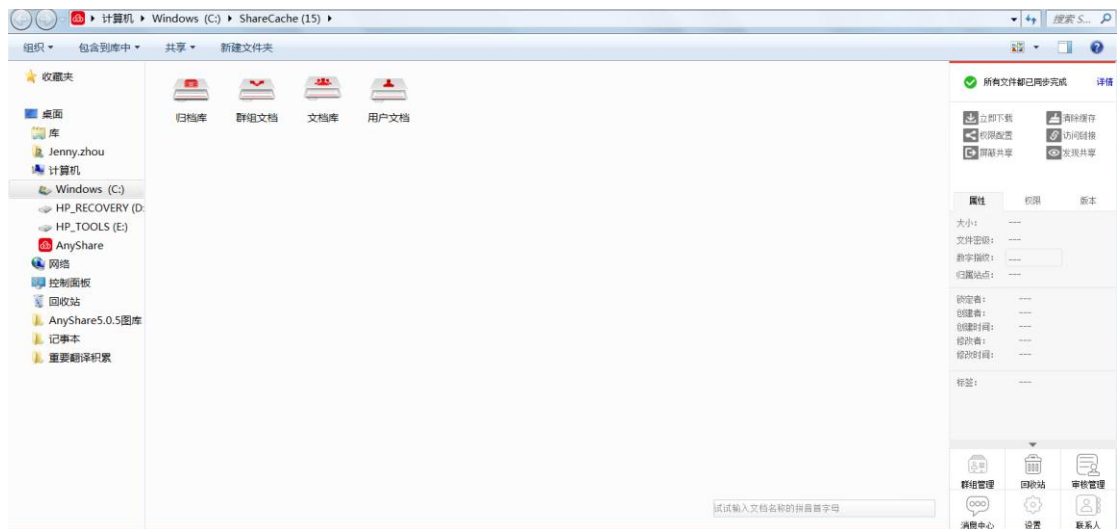 计算机 ▸ Windows (C:) ▸ ShareCache (15) ▸
搜索 S...
组织
包含到库中
共享
新建文件夹
收藏夹
桌面
库
Jenny.zhou
计算机
Windows (C:)
HP_RECOVERY (D:
HP_TOOLS (E:)
AnyShare
网络
控制面板
回收站
AnyShare5.0.5图库
记事本
重要翻译积累
归档库
群组文档
文档库
用户文档
试试输入文档名称的拼音首字母
所有文件都已同步完成 详情
立即下载 清除缓存
权限配置 访问链接
屏蔽共享 发现共享
属性 权限 版本
大小: ---
文件密级: ---
数字指纹: ---
归属站点: ---
锁定者: ---
创建者: ---
创建时间: ---
修改者: ---
修改时间: ---
标签: ---
群组管理 回收站 审核管理
消息中心 设置 联系人